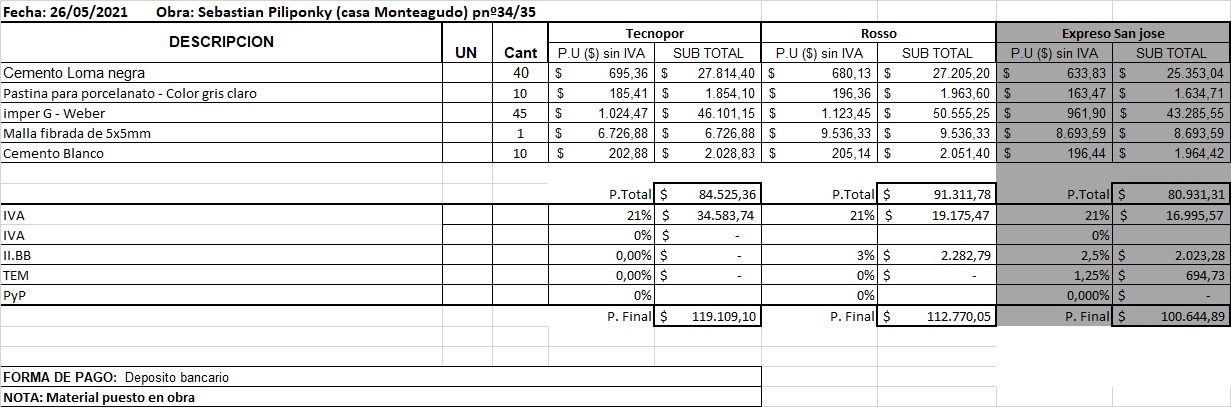 Fecha: 26/05/2021 Obra: Sebastian Piliponky (casa Monteagudo) pnº34/35
DESCRIPCION UN Cant Tecnopor Rosso Expreso San jose
P.U ($) sin IVA SUB TOTAL P.U ($) sin IVA SUB TOTAL P.U ($) sin IVA SUB TOTAL
Cemento Loma negra 40 $ 695,36 $ 27.814,40 $ 680,13 $ 27.205,20 $ 633,83 $ 25.353,04
Pastina para porcelanato - Color gris claro 10 $ 185,41 $ 1.854,10 $ 196,36 $ 1.963,60 $ 163,47 $ 1.634,71
imper G - Weber 45 $ 1.024,47 $ 46.101,15 $ 1.123,45 $ 50.555,25 $ 961,90 $ 43.285,55
Malla fibrada de 5x5mm 1 $ 6.726,88 $ 6.726,88 $ 9.536,33 $ 9.536,33 $ 8.693,59 $ 8.693,59
Cemento Blanco 10 $ 202,88 $ 2.028,83 $ 205,14 $ 2.051,40 $ 196,44 $ 1.964,42
P.Total $ 84.525,36 P.Total $ 91.311,78 P.Total $ 80.931,31
IVA 21% $ 34.583,74 21% $ 19.175,47 21% $ 16.995,57
IVA 0% $ - 0%
II.BB 0,00% $ - 3% $ 2.282,79 2,5% $ 2.023,28
TEM 0,00% $ - 0% $ - 1,25% $ 694,73
PyP 0% 0% 0,000% $ -
P. Final $ 119.109,10 P. Final $ 112.770,05 P. Final $ 100.644,89
FORMA DE PAGO: Deposito bancario
NOTA: Material puesto en obra